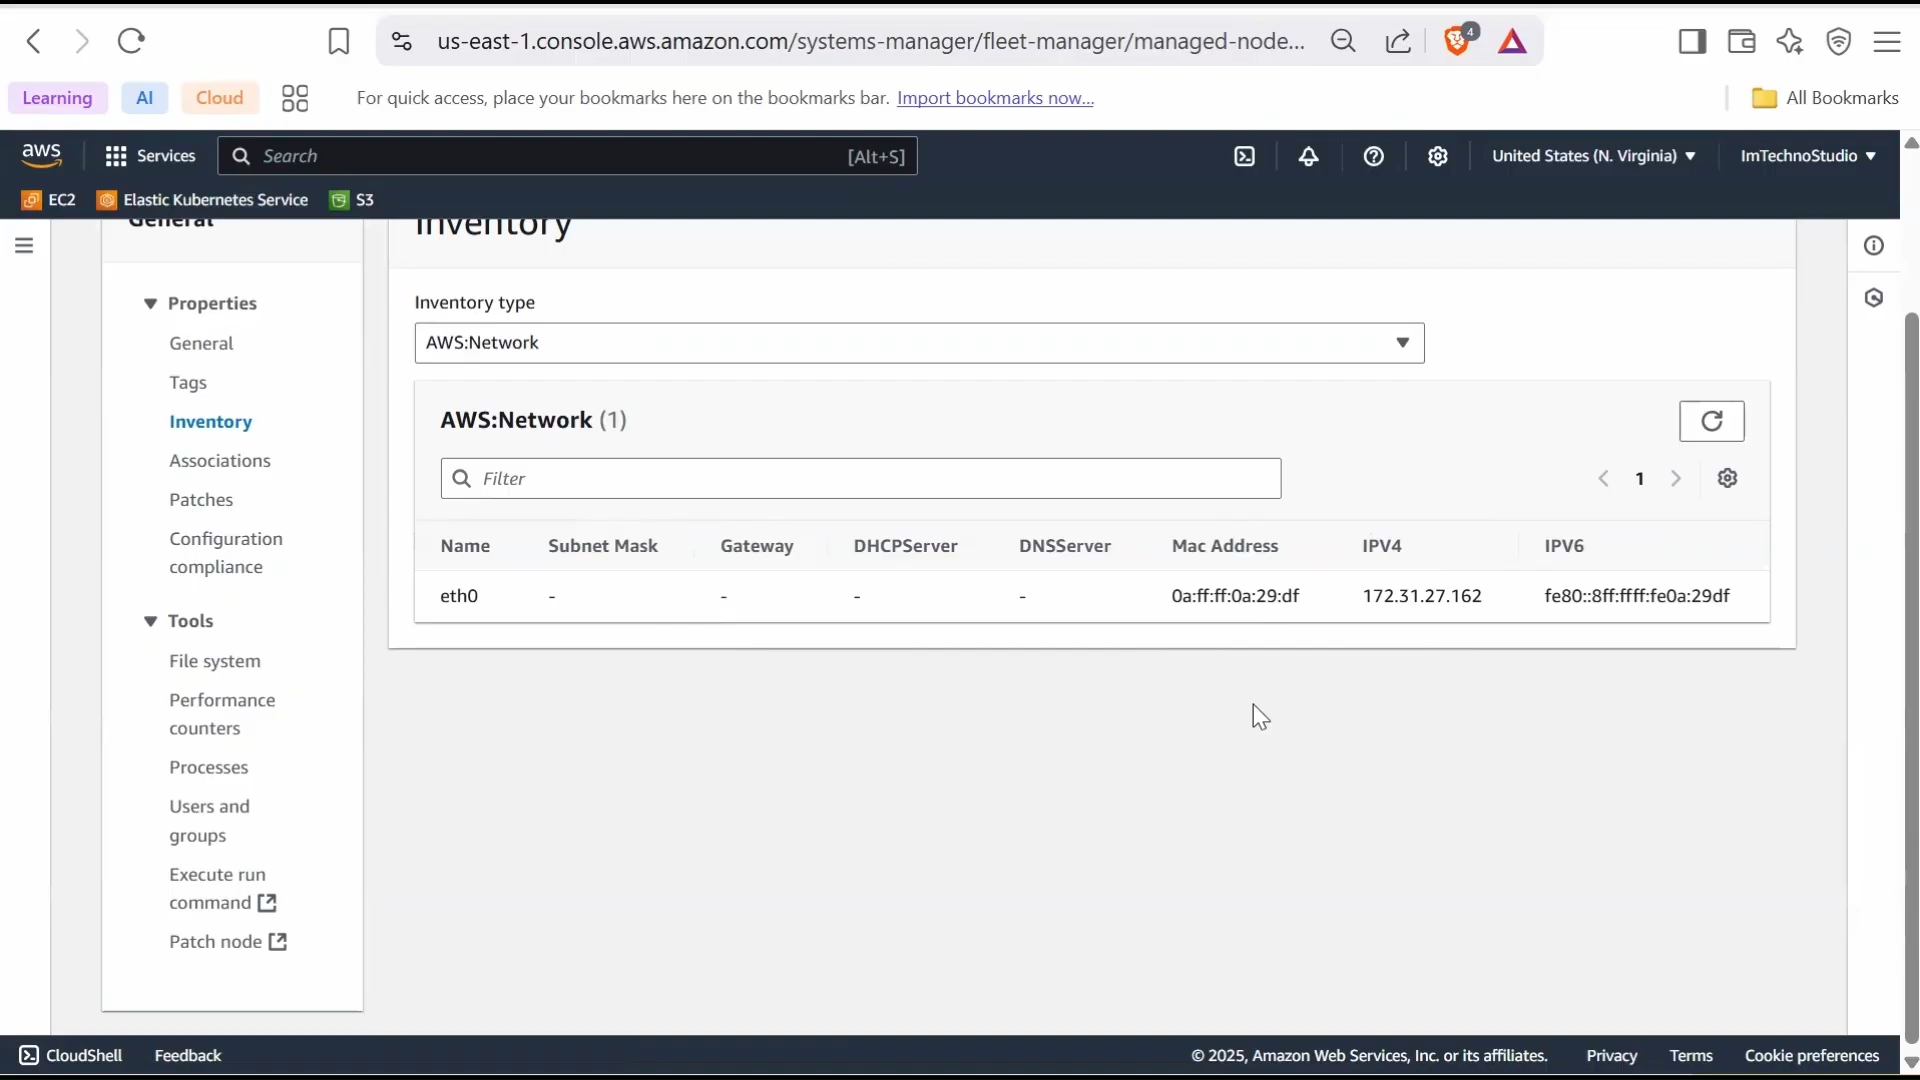 us-east-1.console.aws.amazon.com/systems-manager/fleet-manager/managed-node...
4
Learning AI Cloud For quick access, place your bookmarks here on the bookmarks bar. Import bookmarks now... All Bookmarks
aws Services Search [Alt+S] United States (N. Virginia) ImTechnoStudio
EC2 Elastic Kubernetes Service S3
General
Inventory
Properties
General
Tags
Inventory
Associations
Patches
Configuration
compliance
Tools
File system
Performance
counters
Processes
Users and
groups
Execute run
command
Patch node
Inventory type
AWS:Network
AWS:Network (1)
Filter
1
Name Subnet Mask Gateway DHCPServer DNSServer Mac Address IPV4 IPV6
eth0 - - - - 0a:ff:ff:0a:29:df 172.31.27.162 fe80::8ff:ffff:fe0a:29df
CloudShell Feedback © 2025, Amazon Web Services, Inc. or its affiliates. Privacy Terms Cookie preferences